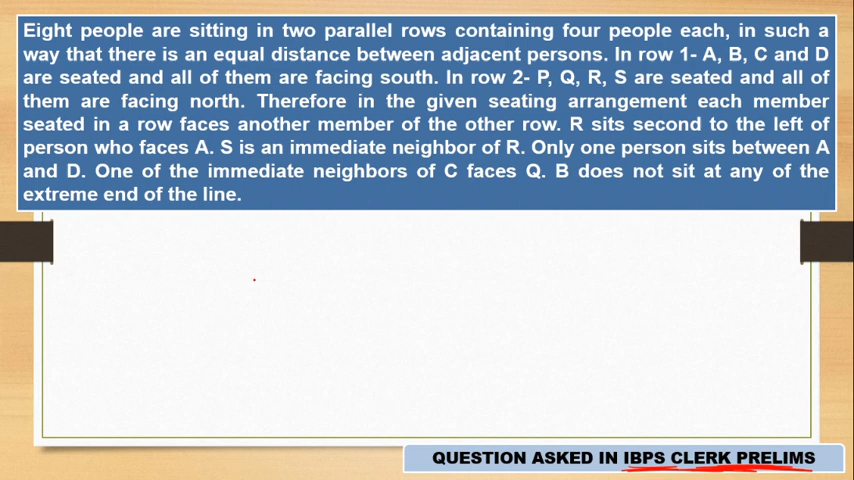 Eight people are sitting in two parallel rows containing four people each, in such a
way that there is an equal distance between adjacent persons. In row 1- A, B, C and D
are seated and all of them are facing south. In row 2- P, Q, R, S are seated and all of
them are facing north. Therefore in the given seating arrangement each member
seated in a row faces another member of the other row. R sits second to the left of
person who faces A. S is an immediate neighbor of R. Only one person sits between A
and D. One of the immediate neighbors of C faces Q. B does not sit at any of the
extreme end of the line.
QUESTION ASKED IN IBPS CLERK PRELIMS